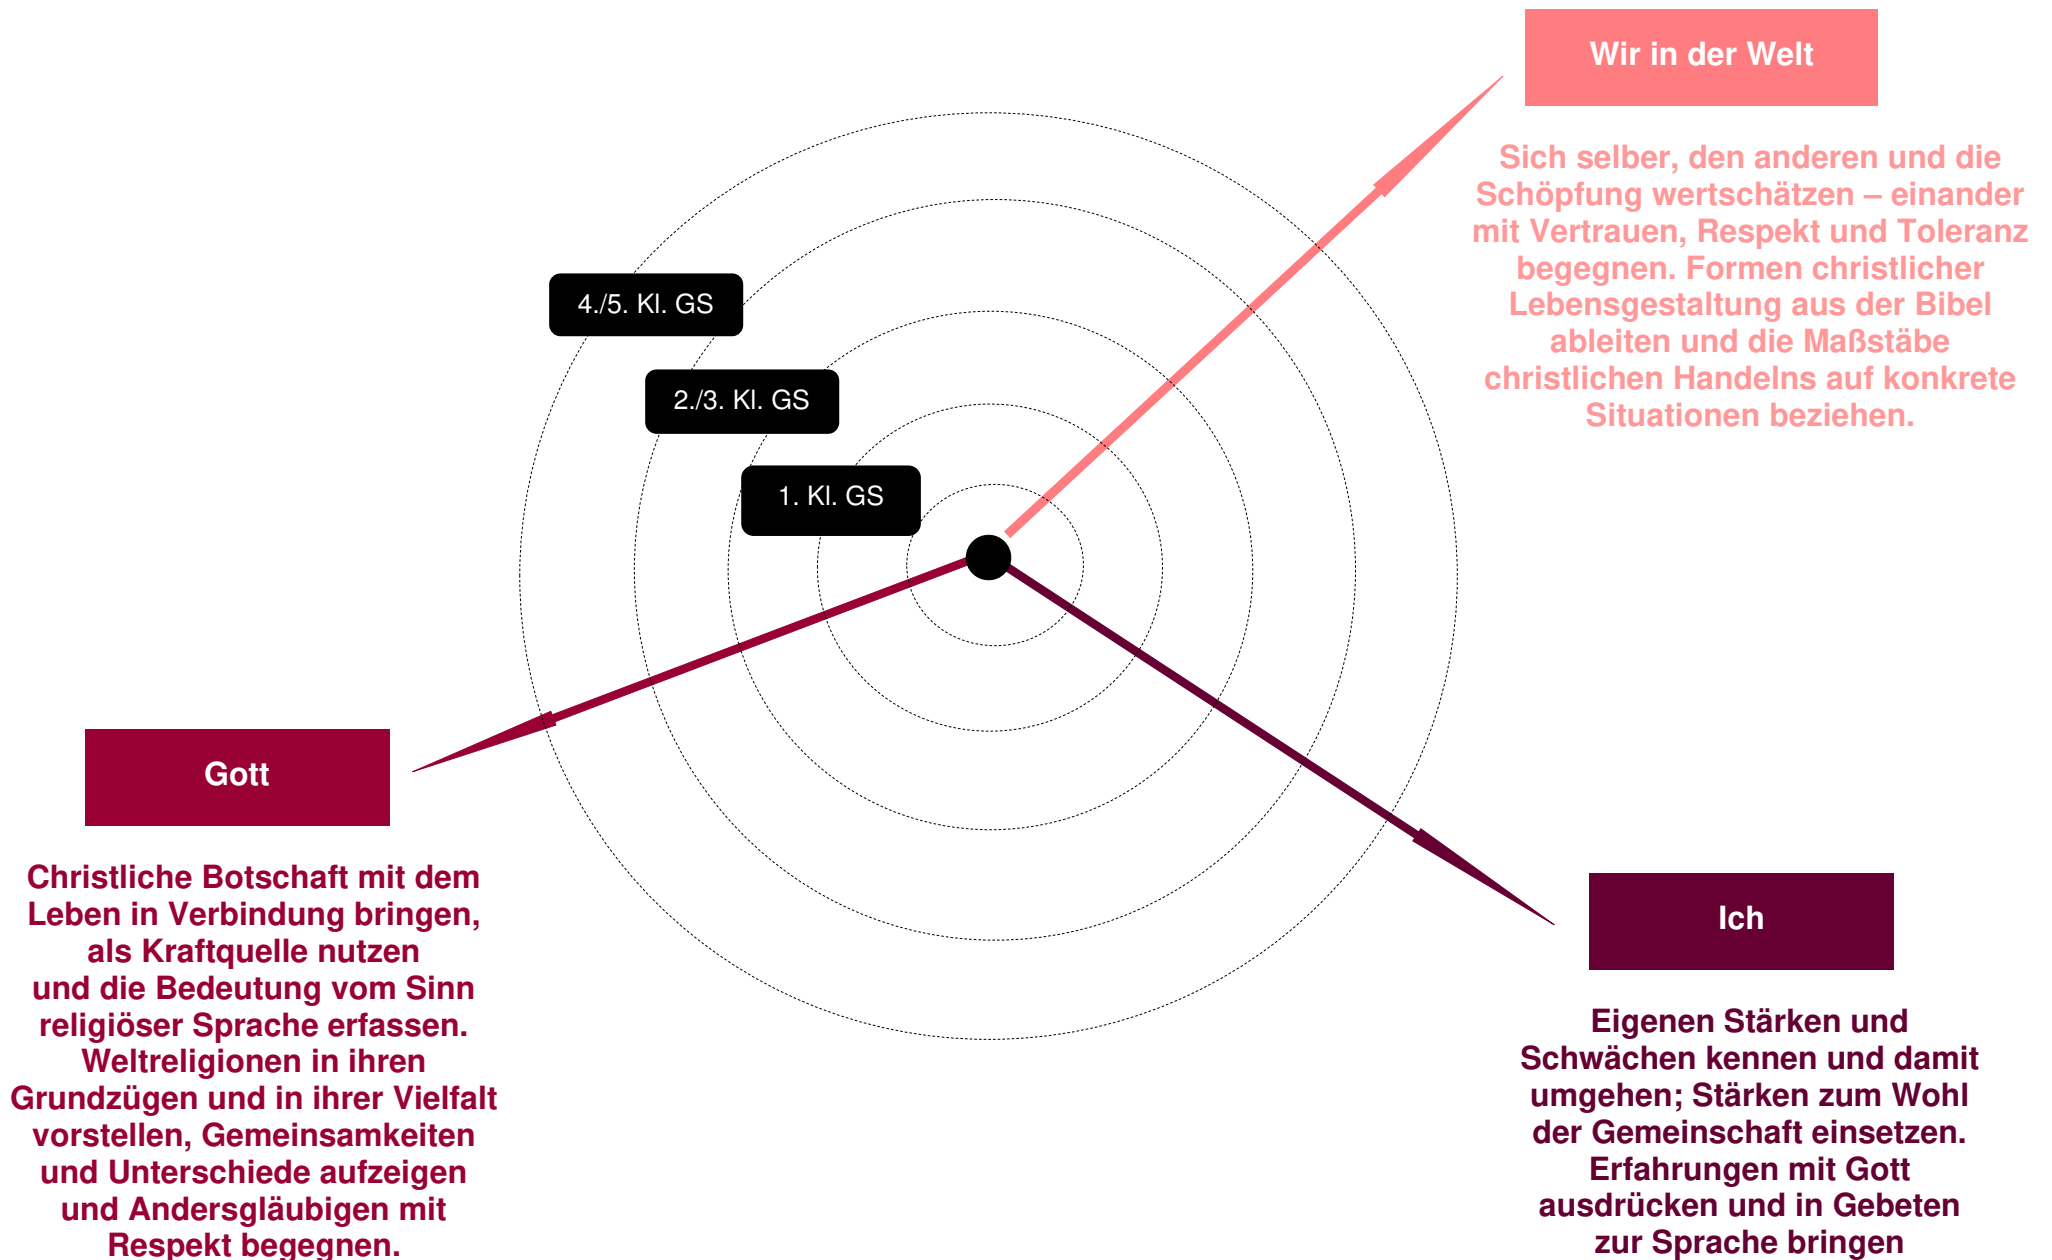 Wir in der Welt
Sich selber, den anderen und die
Schöpfung wertschätzen – einander
mit Vertrauen, Respekt und Toleranz
begegnen. Formen christlicher
Lebensgestaltung aus der Bibel
ableiten und die Maßstäbe
christlichen Handelns auf konkrete
Situationen beziehen.
4./5. Kl. GS
2./3. Kl. GS
1. Kl. GS
Gott
Christliche Botschaft mit dem
Leben in Verbindung bringen,
als Kraftquelle nutzen
und die Bedeutung vom Sinn
religiöser Sprache erfassen.
Weltreligionen in ihren
Grundzügen und in ihrer Vielfalt
vorstellen, Gemeinsamkeiten
und Unterschiede aufzeigen
und Andersgläubigen mit
Respekt begegnen.
Ich
Eigenen Stärken und
Schwächen kennen und damit
umgehen; Stärken zum Wohl
der Gemeinschaft einsetzen.
Erfahrungen mit Gott
ausdrücken und in Gebeten
zur Sprache bringen